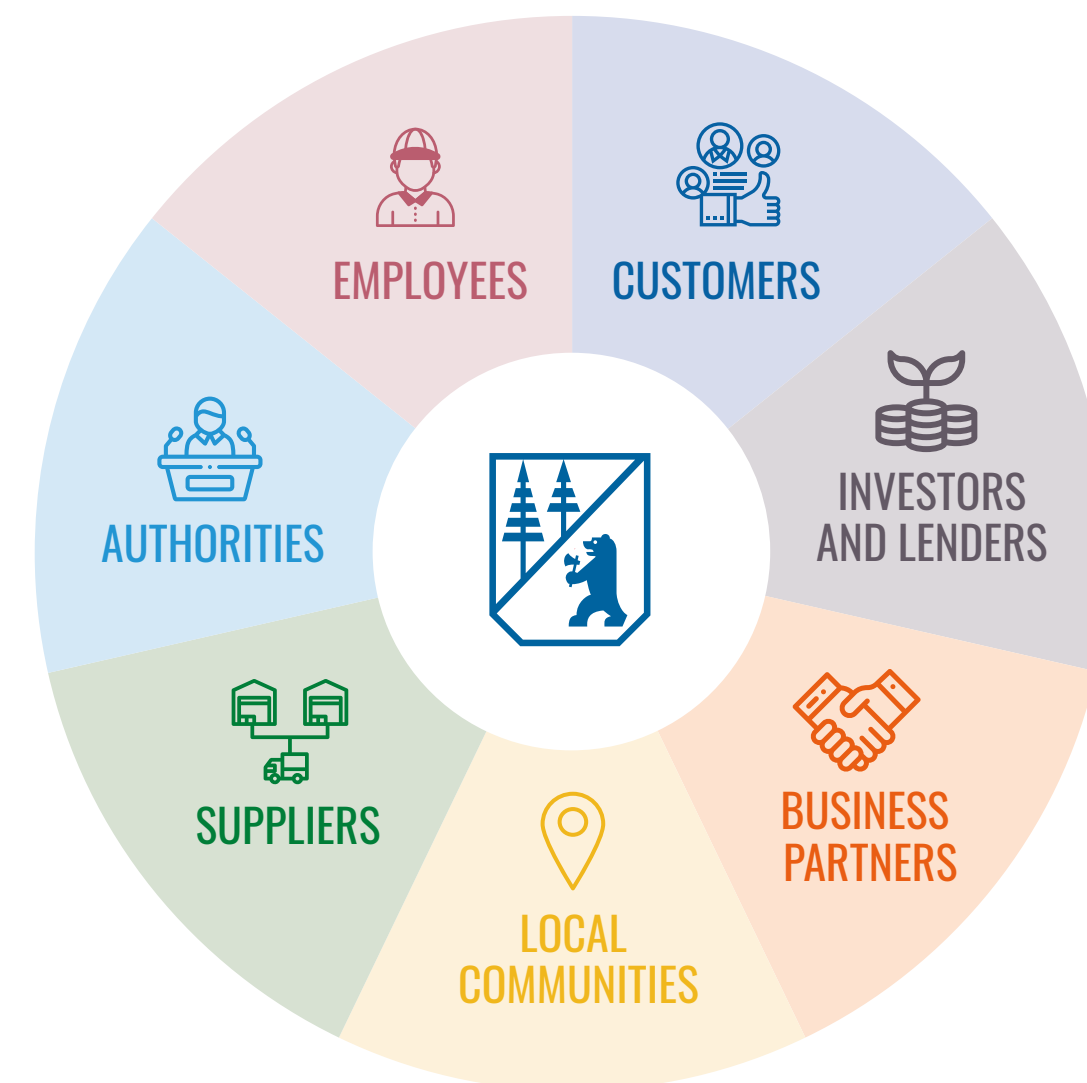 EMPLOYEES
CUSTOMERS
INVESTORS
AND LENDERS
BUSINESS
PARTNERS
LOCAL
COMMUNITIES
SUPPLIERS
AUTHORITIES